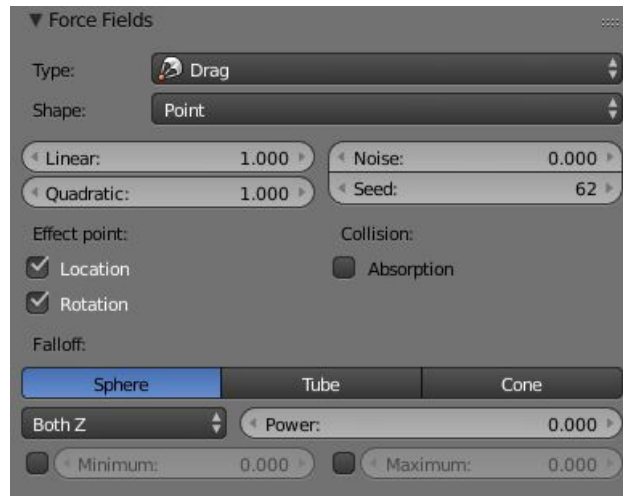 Force Fields
Type: Drag
Shape: Point
Linear: 1.000 Noise: 0.000
Quadratic: 1.000 Seed: 62
Effect point: Collision:
Location Absorption
Rotation
Falloff:
Sphere Tube Cone
Both Z Power: 0.000
Minimum: 0.000 Maximum: 0.000